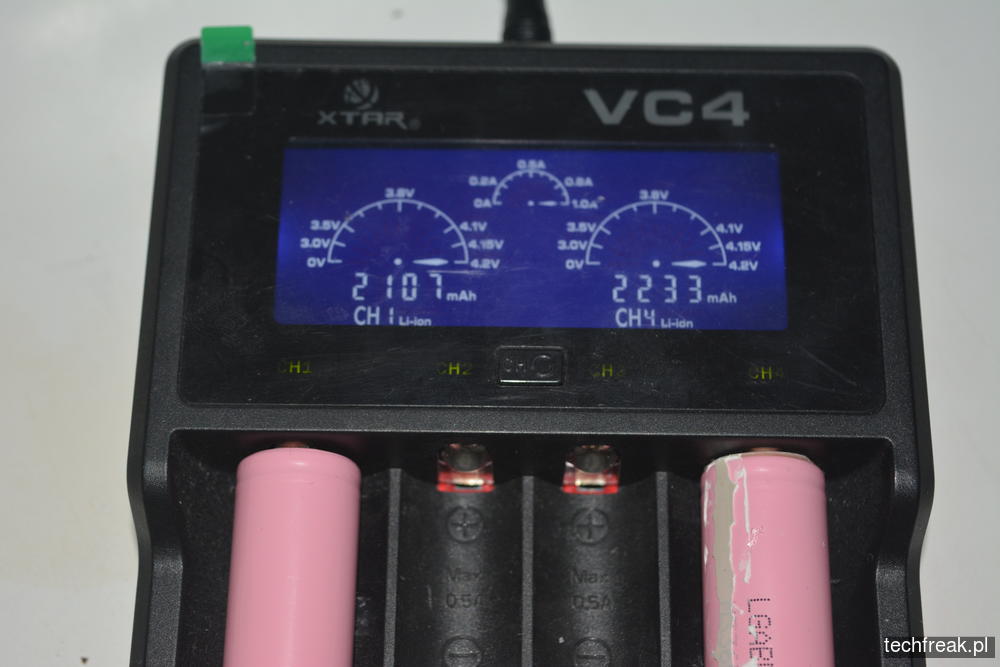 XTAR®
VC4
0A 0.2A 0.5A 0.8A 1.0A
0V 3.0V 3.5V 3.8V 4.1V 4.15V 4.2V
2107 mAh
CH1 Li-ion
0V 3.0V 3.5V 3.8V 4.1V 4.15V 4.2V
2233 mAh
CH4 Li-ion
CH1
CH2
CH3
CH4
+
Max
0.5A
+
Max
0.5A
techfreak.pl